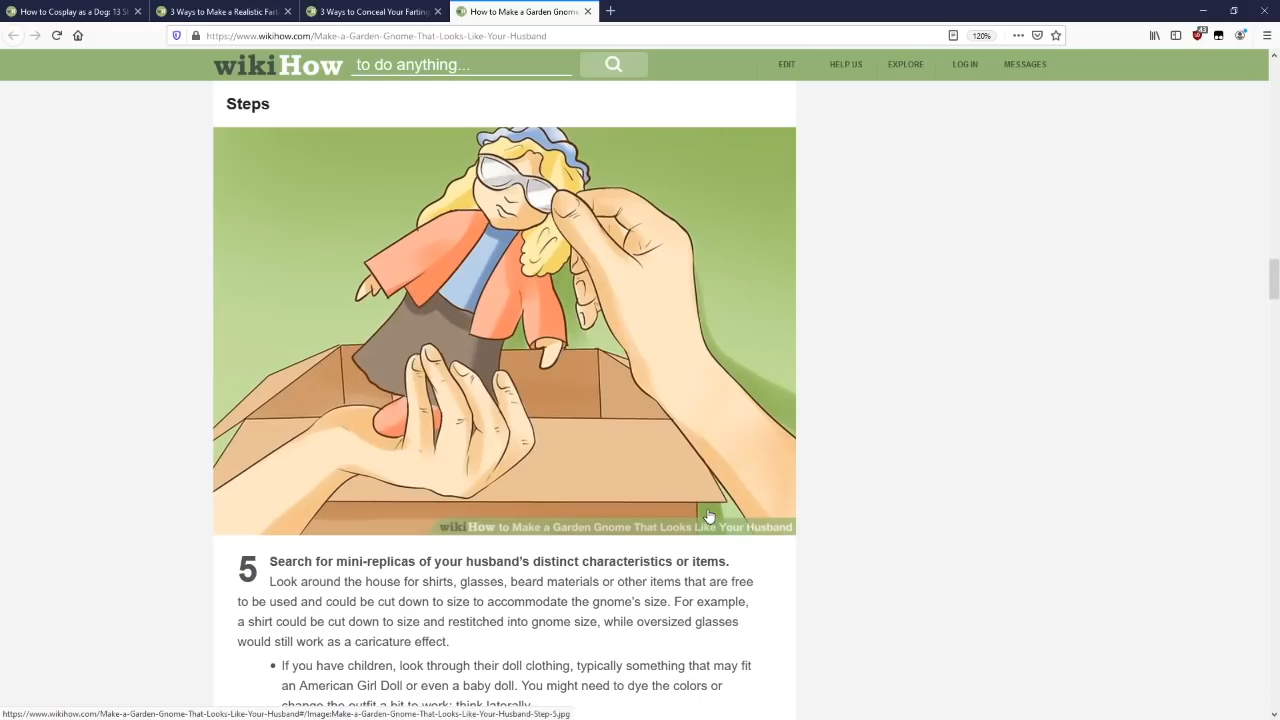 How to Cosplay as a Dog: 13 St
3 Ways to Make a Realistic Fart
3 Ways to Conceal Your Farting
How to Make a Garden Gnome
https://www.wikihow.com/Make-a-Garden-Gnome-That-Looks-Like-Your-Husband
120%
wikiHow to do anything...
EDIT
HELP US
EXPLORE
LOG IN
MESSAGES
Steps
wikiHow to Make a Garden Gnome That Looks Like Your Husband
5 Search for mini-replicas of your husband's distinct characteristics or items.
Look around the house for shirts, glasses, beard materials or other items that are free
to be used and could be cut down to size to accommodate the gnome's size. For example,
a shirt could be cut down to size and restitched into gnome size, while oversized glasses
would still work as a caricature effect.
• If you have children, look through their doll clothing, typically something that may fit
an American Girl Doll or even a baby doll. You might need to dye the colors or
change the outfit a bit to work; think laterally.
https://www.wikihow.com/Make-a-Garden-Gnome-That-Looks-Like-Your-Husband#/Image:Make-a-Garden-Gnome-That-Looks-Like-Your-Husband-Step-5.jpg